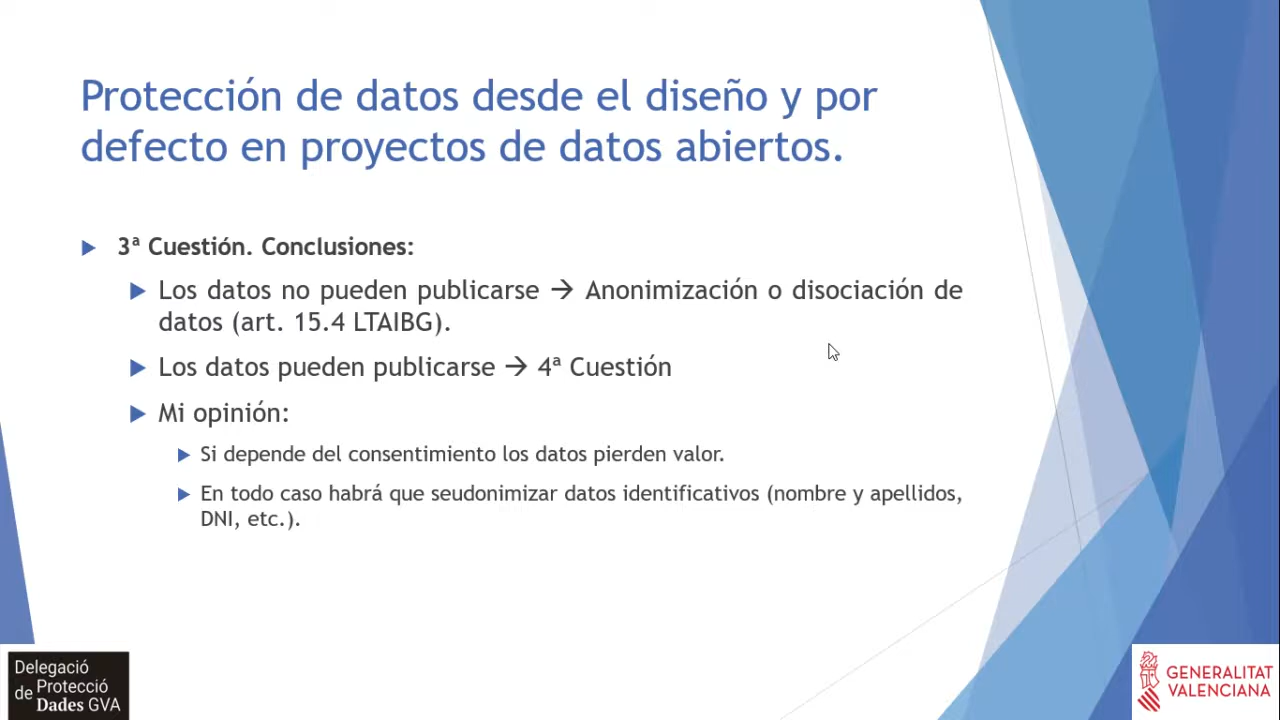 Protección de datos desde el diseño y por
defecto en proyectos de datos abiertos.
3ª Cuestión. Conclusiones:
Los datos no pueden publicarse → Anonimización o disociación de
datos (art. 15.4 LTAIBG).
Los datos pueden publicarse → 4ª Cuestión
Mi opinión:
Si depende del consentimiento los datos pierden valor.
En todo caso habrá que seudonimizar datos identificativos (nombre y apellidos,
DNI, etc.).
Delegació
de Protecció
Dades GVA
GENERALITAT
VALENCIANA